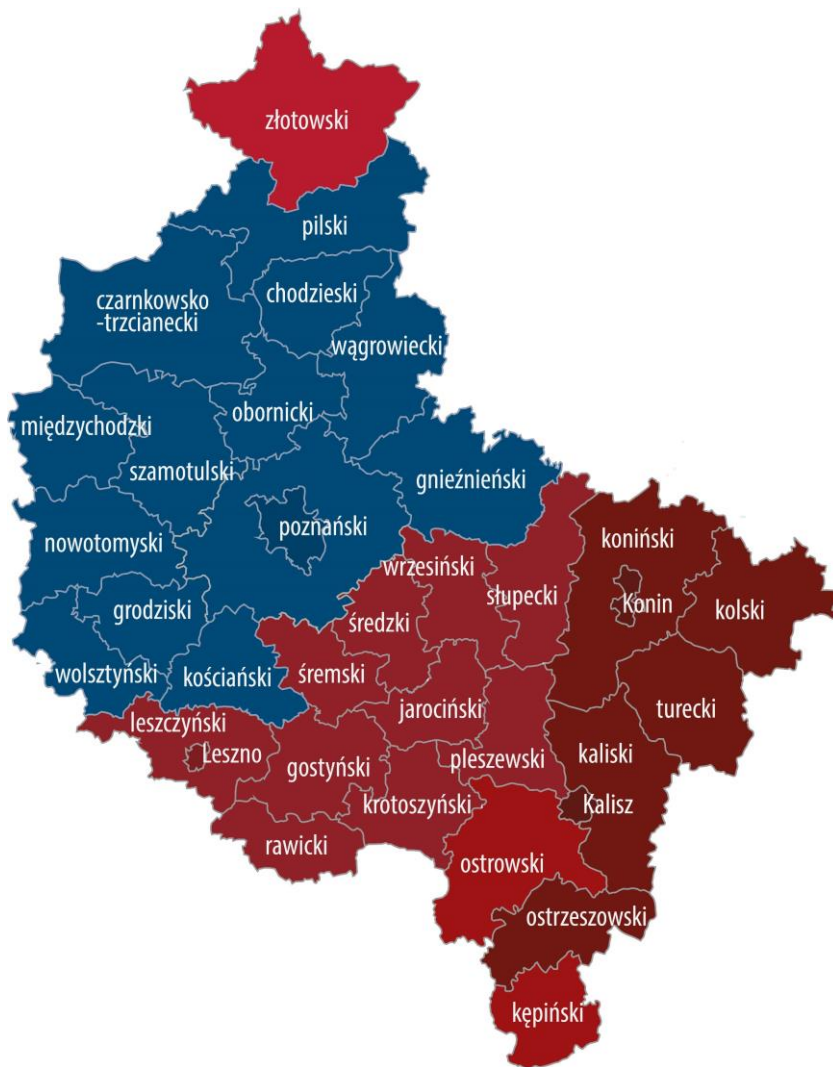 złotowski
pilski
chodzieski
czarnkowsko
-trzcianecki
wągrowiecki
obornicki
międzychodzki
szamotulski
gnieźnieński
poznański
nowotomyski
koniński
wrzesiński
słupecki
Konin
kolski
grodziski
średzki
wolsztyński
kościański
śremski
turecki
jarociński
leszczyński
Leszno
gostyński
pleszewski
kaliski
krotoszyński
Kalisz
rawicki
ostrowski
ostrzeszowski
kępiński